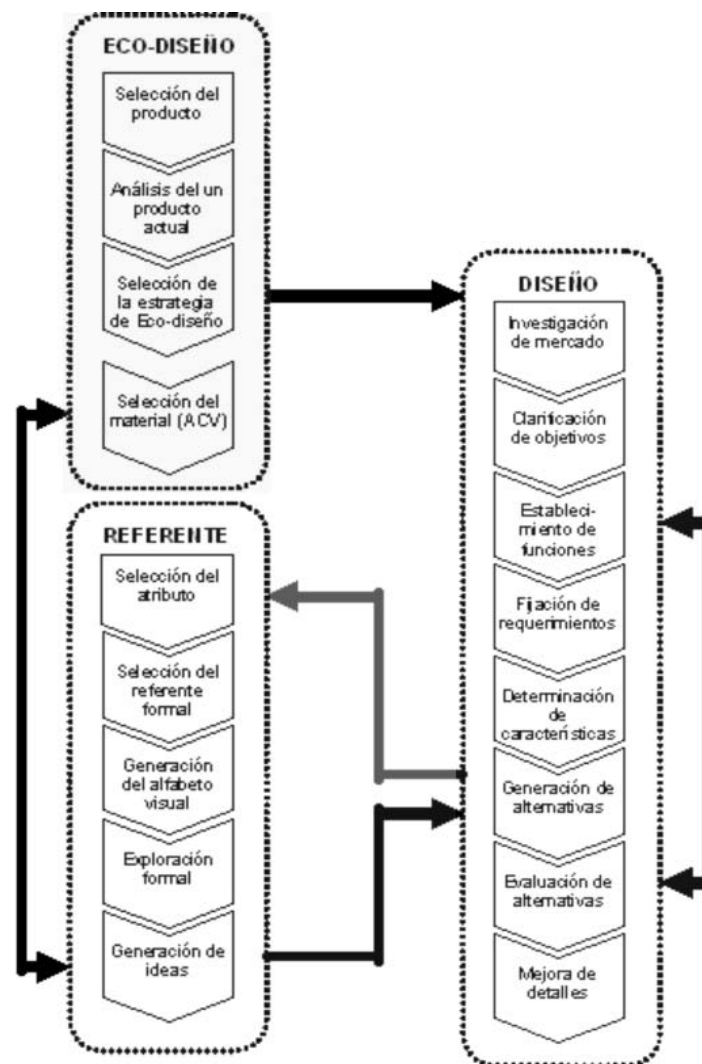 ECO-DISEÑO
Selección del
producto
Análisis del un
producto
actual
Selección de
la estrategia
de Eco-diseño
Selección del
material (ACV)
REFERENTE
Selección del
atributo
Selección del
referente
formal
Generación
del alfabeto
visual
Exploración
formal
Generación de
ideas
DISEÑO
Investigación
de mercado
Clarificación
de objetivos
Estableci-
miento de
funciones
Fijación de
requerimientos
Determinación
de
características
Generación de
alternativas
Evaluación de
alternativas
Mejora de
detalles